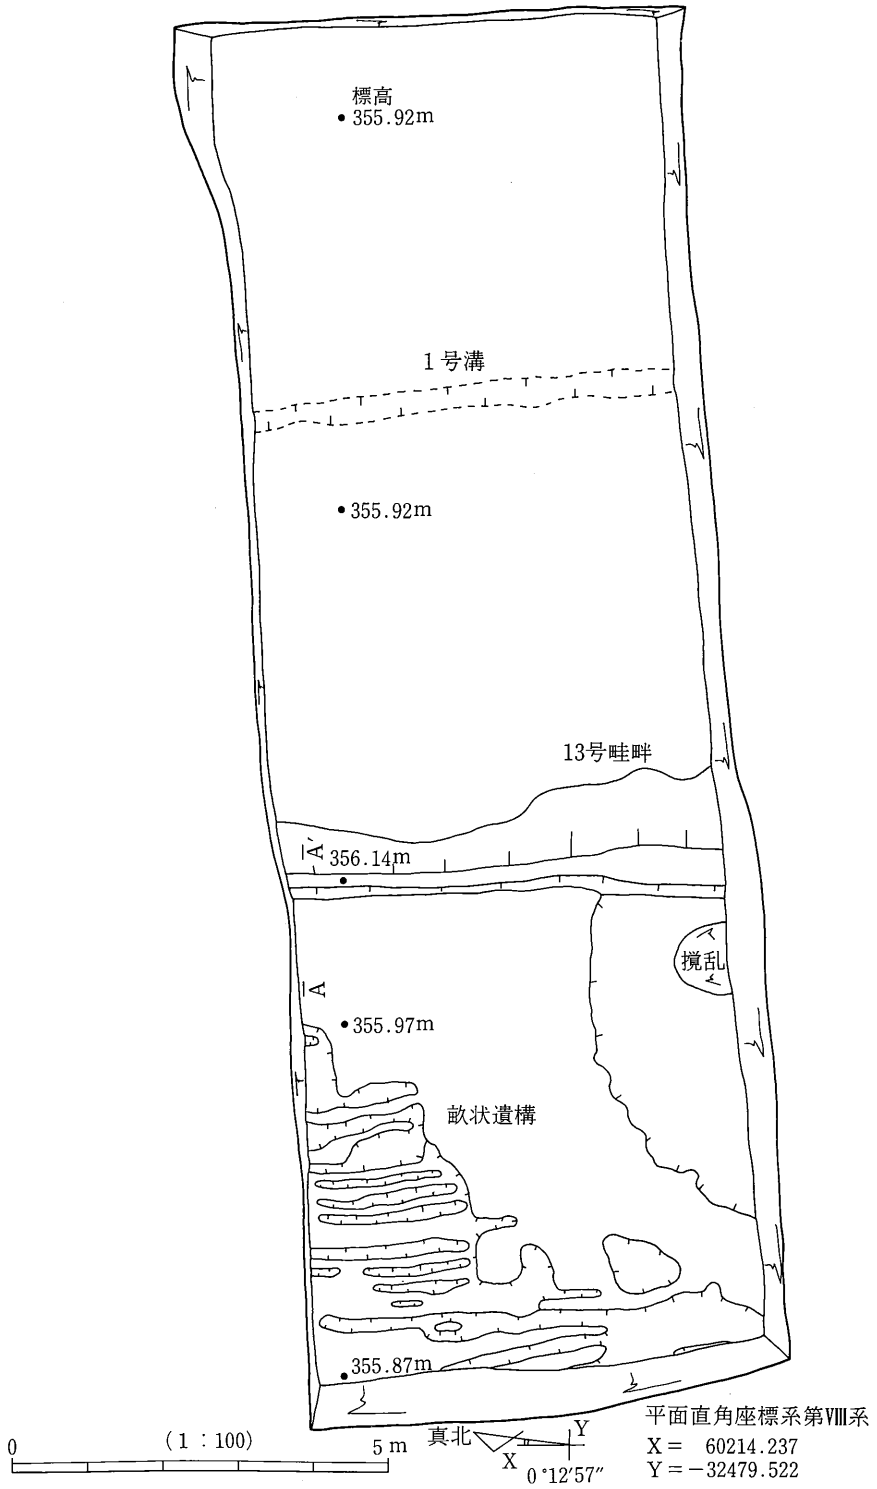 標高
355.92m
1号溝
355.92m
13号畦畔
A'
356.14m
撹乱
A
355.97m
畝状遺構
355.87m
平面直角座標系第Ⅷ系
X= 60214.237
Y=-32479.522
真北
X
Y
0°12′57″
(1:100)
0
5m